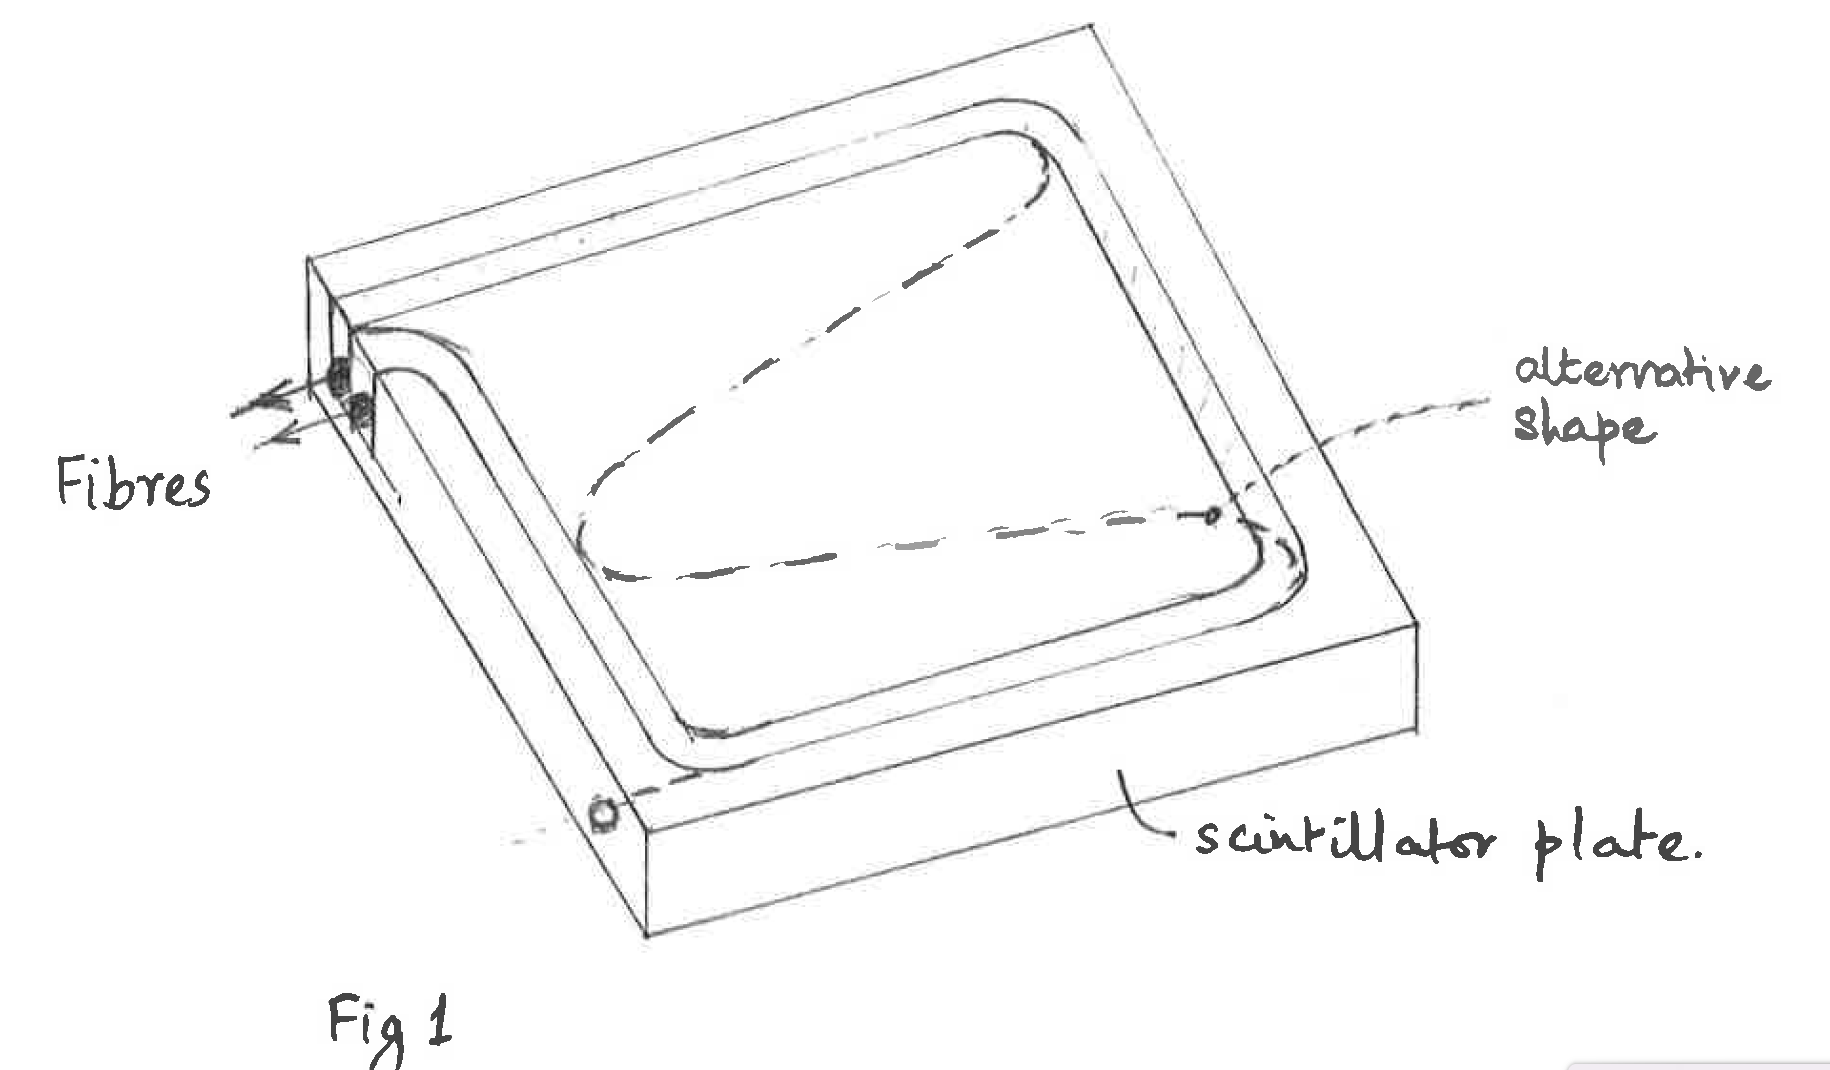 alternative
shape
Fibres
scintillator plate.
Fig 1